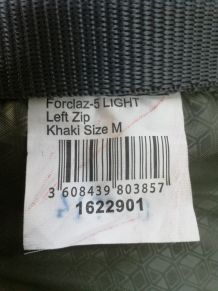 Forclaz-5 LIGHT
Left Zip
Khaki Size M
3 608439 803857
1622901